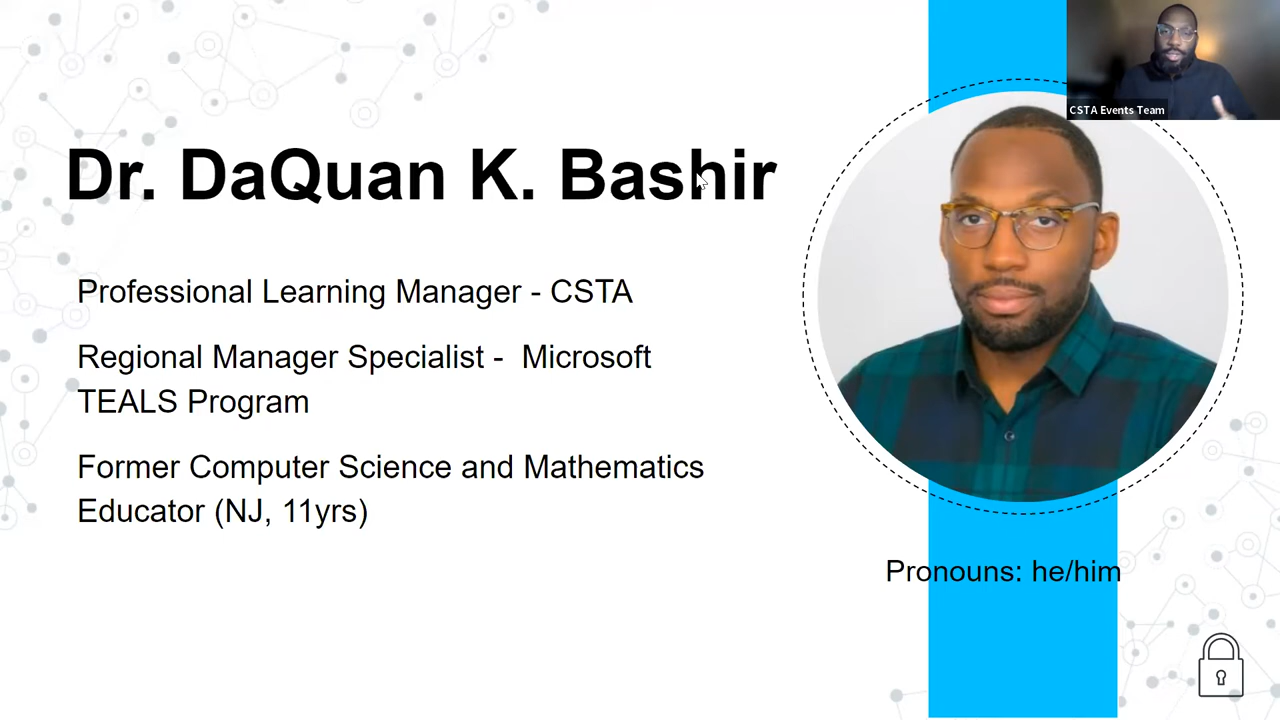 CSTA Events Team
Dr. DaQuan K. Bashir
Professional Learning Manager - CSTA
Regional Manager Specialist -  Microsoft
TEALS Program
Former Computer Science and Mathematics
Educator (NJ, 11yrs)
Pronouns: he/him